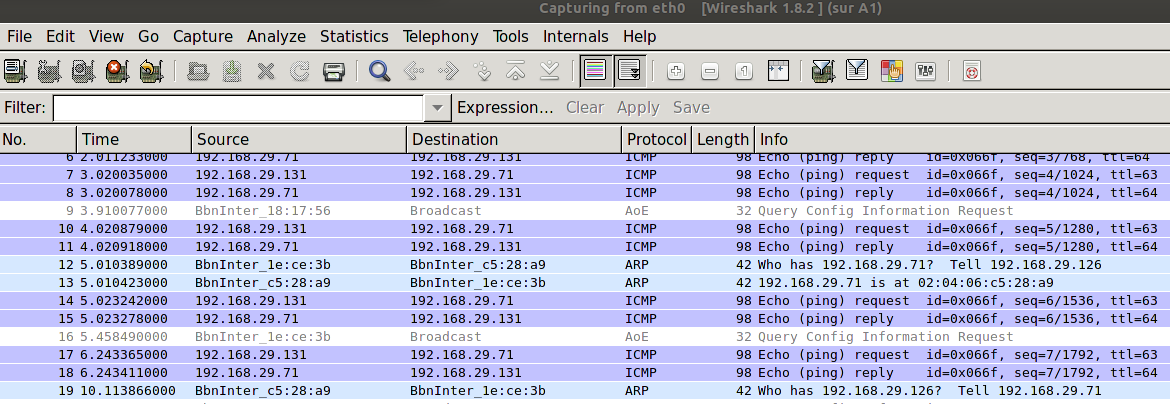 Capturing from eth0 [Wireshark 1.8.2 ] (sur A1)
File Edit View Go Capture Analyze Statistics Telephony Tools Internals Help
Filter: Expression... Clear Apply Save
No. Time Source Destination Protocol Length Info
6 2.011233000 192.168.29.71 192.168.29.131 ICMP 98 Echo (ping) reply id=0x066f, seq=3/768, ttl=64
7 3.020035000 192.168.29.131 192.168.29.71 ICMP 98 Echo (ping) request id=0x066f, seq=4/1024, ttl=63
8 3.020078000 192.168.29.71 192.168.29.131 ICMP 98 Echo (ping) reply id=0x066f, seq=4/1024, ttl=64
9 3.910077000 BbnInter_18:17:56 Broadcast AoE 32 Query Config Information Request
10 4.020879000 192.168.29.131 192.168.29.71 ICMP 98 Echo (ping) request id=0x066f, seq=5/1280, ttl=63
11 4.020918000 192.168.29.71 192.168.29.131 ICMP 98 Echo (ping) reply id=0x066f, seq=5/1280, ttl=64
12 5.010389000 BbnInter_1e:ce:3b BbnInter_c5:28:a9 ARP 42 Who has 192.168.29.71? Tell 192.168.29.126
13 5.010423000 BbnInter_c5:28:a9 BbnInter_1e:ce:3b ARP 42 192.168.29.71 is at 02:04:06:c5:28:a9
14 5.023242000 192.168.29.131 192.168.29.71 ICMP 98 Echo (ping) request id=0x066f, seq=6/1536, ttl=63
15 5.023278000 192.168.29.71 192.168.29.131 ICMP 98 Echo (ping) reply id=0x066f, seq=6/1536, ttl=64
16 5.458490000 BbnInter_1e:ce:3b Broadcast AoE 32 Query Config Information Request
17 6.243365000 192.168.29.131 192.168.29.71 ICMP 98 Echo (ping) request id=0x066f, seq=7/1792, ttl=63
18 6.243411000 192.168.29.71 192.168.29.131 ICMP 98 Echo (ping) reply id=0x066f, seq=7/1792, ttl=64
19 10.113866000 BbnInter_c5:28:a9 BbnInter_1e:ce:3b ARP 42 Who has 192.168.29.126? Tell 192.168.29.71